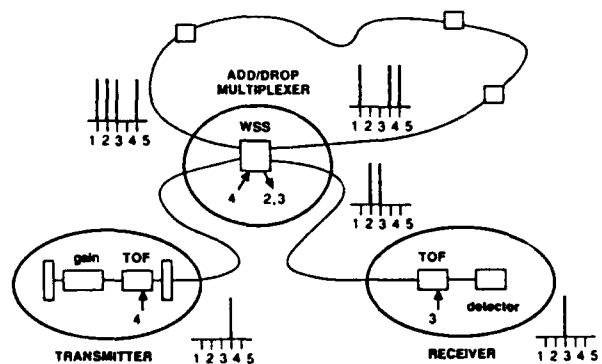 ADD/DROP
MULTIPLEXER
WSS
1 2 3 4 5
1 2 3 4 5
4
2,3
1 2 3 4 5
gain
TOF
4
TRANSMITTER
1 2 3 4 5
TOF
3
detector
RECEIVER
1 2 3 4 5